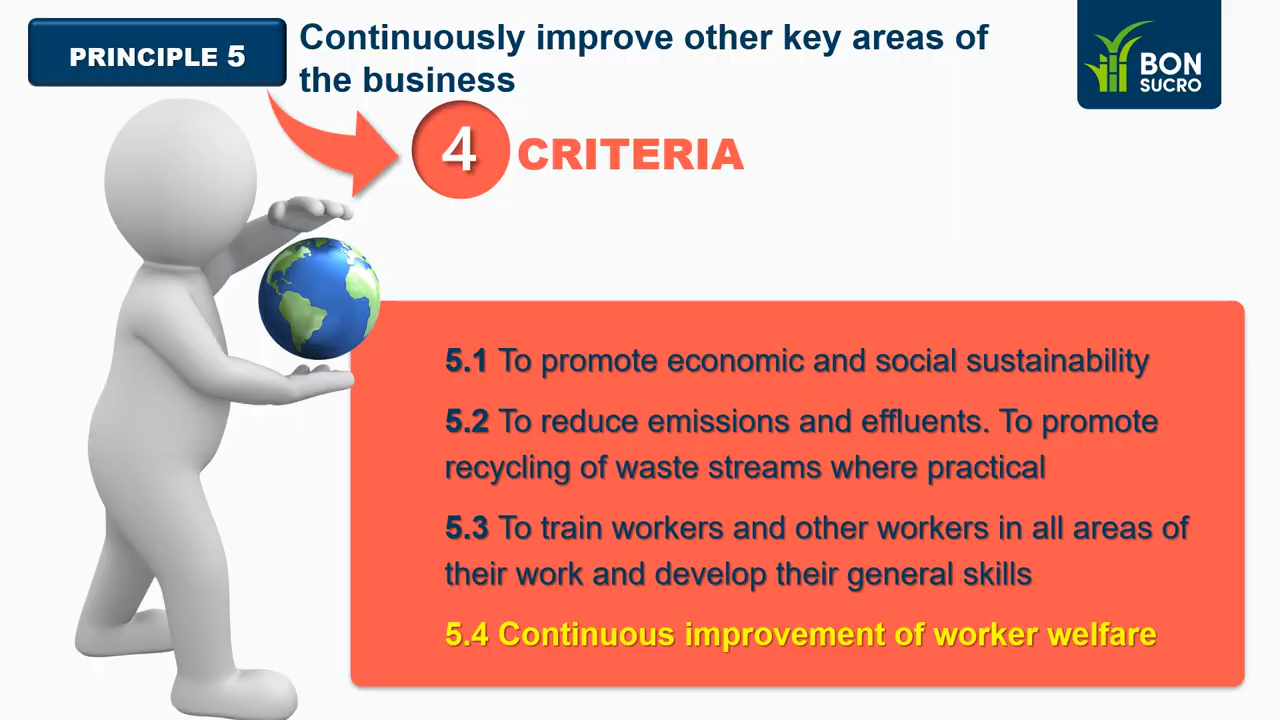 PRINCIPLE 5
Continuously improve other key areas of
the business
BON
SUCRO
4
CRITERIA
5.1 To promote economic and social sustainability
5.2 To reduce emissions and effluents. To promote
recycling of waste streams where practical
5.3 To train workers and other workers in all areas of
their work and develop their general skills
5.4 Continuous improvement of worker welfare